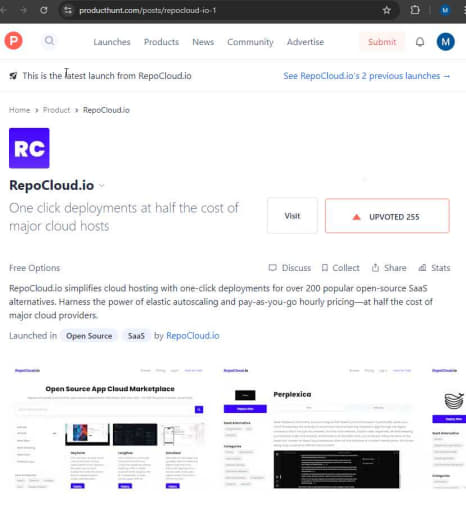 producthunt.com/posts/repocloud-io-1
M
P
Launches Products News Community Advertise
Submit
M
This is the latest launch from RepoCloud.io
See RepoCloud.io's 2 previous launches →
Home > Product > RepoCloud.io
RC
RepoCloud.io
One click deployments at half the cost of
major cloud hosts
Visit
UPVOTED 255
Free Options
Discuss Collect Share Stats
RepoCloud.io simplifies cloud hosting with one-click deployments for over 200 popular open-source SaaS
alternatives. Harness the power of elastic autoscaling and pay-as-you-go hourly pricing—at half the cost of
major cloud providers.
Launched in Open Source SaaS by RepoCloud.io
Open Source App Cloud Marketplace
Perplexica